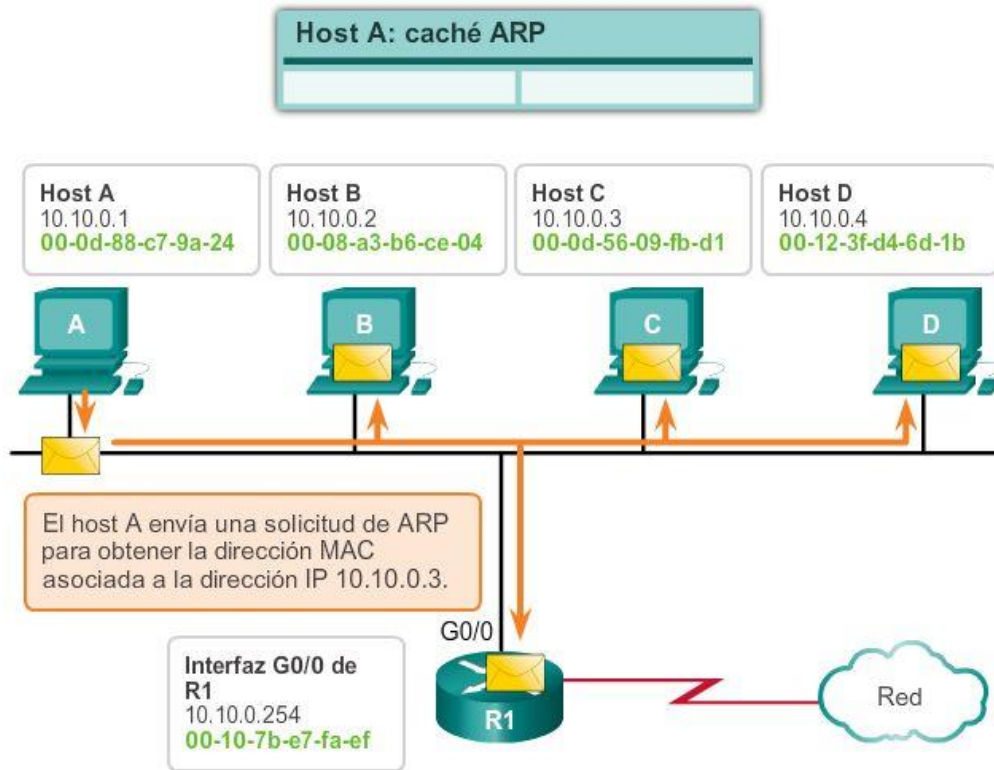 Host A: caché ARP
Host A
10.10.0.1
00-0d-88-c7-9a-24
Host B
10.10.0.2
00-08-a3-b6-ce-04
Host C
10.10.0.3
00-0d-56-09-fb-d1
Host D
10.10.0.4
00-12-3f-d4-6d-1b
A
B
C
D
El host A envía una solicitud de ARP
para obtener la dirección MAC
asociada a la dirección IP 10.10.0.3.
G0/0
Interfaz G0/0 de
R1
10.10.0.254
00-10-7b-e7-fa-ef
R1
Red